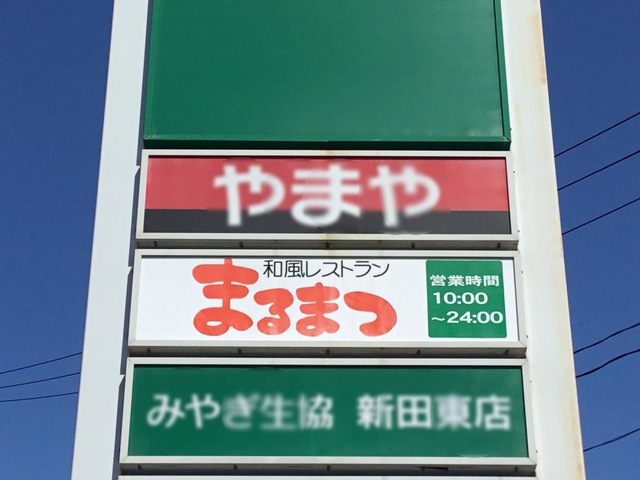 やまや
和風レストラン
まるまつ
営業時間
10:00
～24:00
みやぎ生協 新田東店